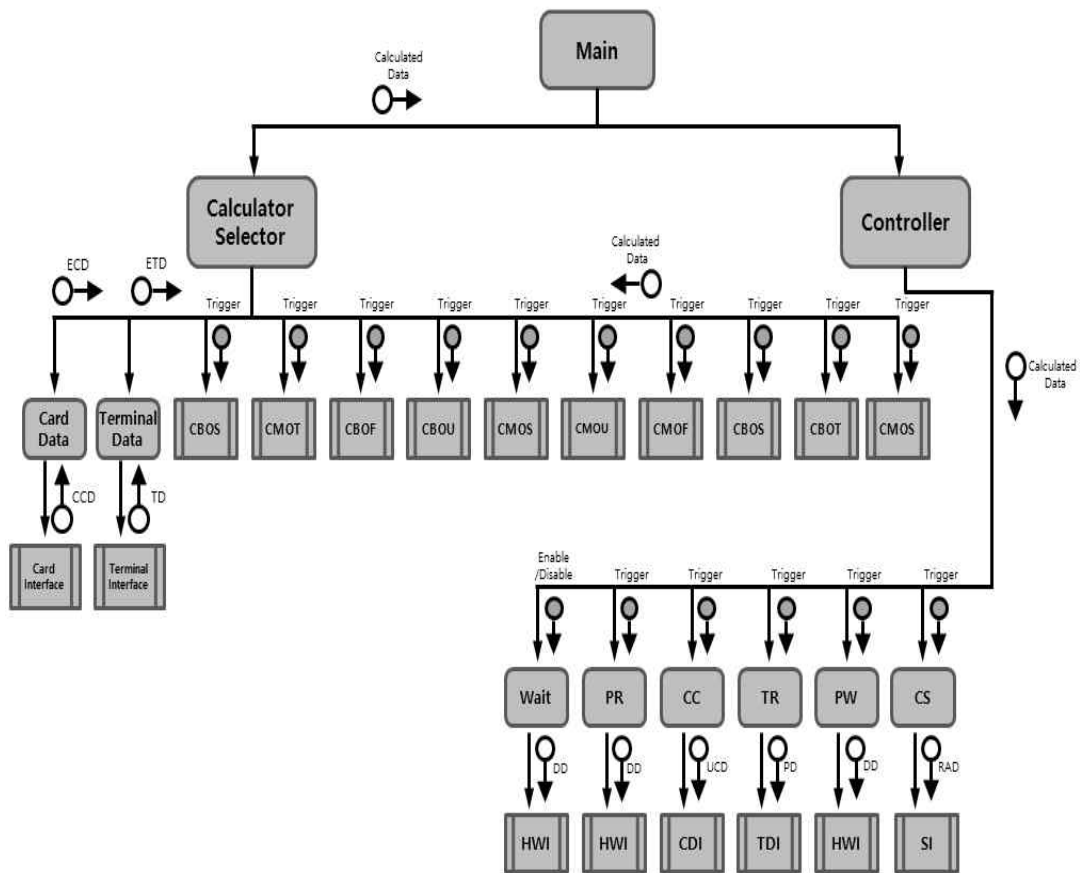 Main
Calculated
Data
Calculator
Selector
Controller
ECD
ETD
Calculated
Data
Trigger
Trigger
Trigger
Trigger
Trigger
Trigger
Trigger
Trigger
Trigger
Trigger
Calculated
Data
Card
Data
Terminal
Data
CBOS
CMOT
CBOF
CBOU
CMOS
CMOU
CMOF
CBOS
CBOT
CMOS
CCD
TD
Card
Interface
Terminal
Interface
Enable
/Disable
Trigger
Trigger
Trigger
Trigger
Trigger
Wait
PR
CC
TR
PW
CS
DD
DD
UCD
PD
DD
RAD
HWI
HWI
CDI
TDI
HWI
SI